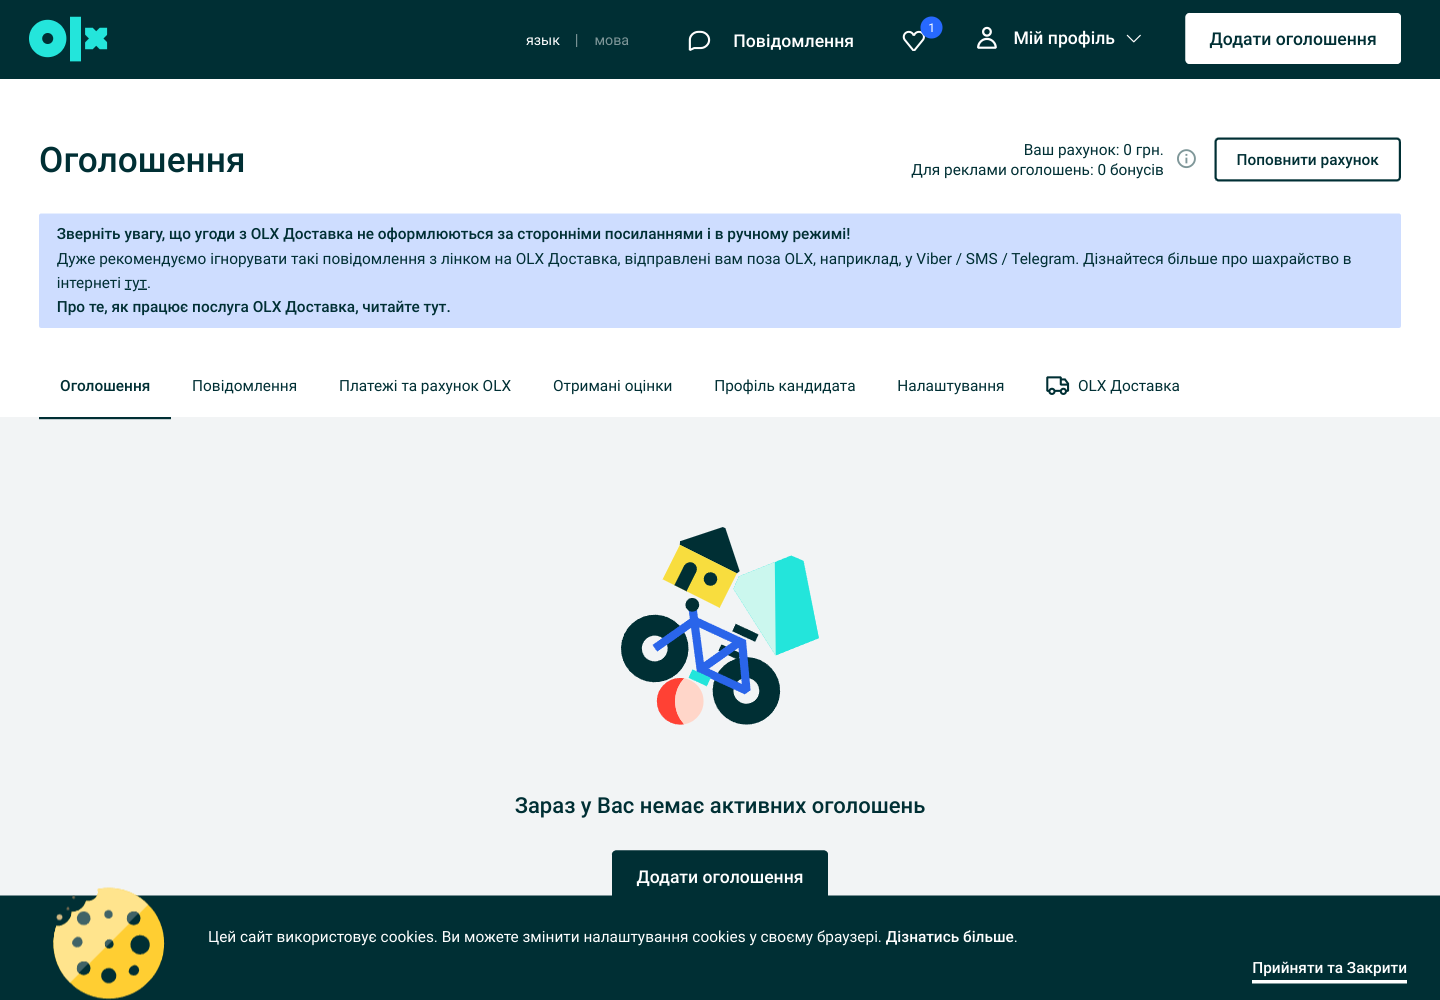 olx
язык | мова
Повідомлення
1
Мій профіль
Додати оголошення
Оголошення
Ваш рахунок: 0 грн.
Для реклами оголошень: 0 бонусів
Поповнити рахунок
Зверніть увагу, що угоди з OLX Доставка не оформлюються за сторонніми посиланнями і в ручному режимі!
Дуже рекомендуємо ігнорувати такі повідомлення з лінком на OLX Доставка, відправлені вам поза OLX, наприклад, у Viber / SMS / Telegram. Дізнайтеся більше про шахрайство в
інтернеті тут.
Про те, як працює послуга OLX Доставка, читайте тут.
Оголошення
Повідомлення
Платежі та рахунок OLX
Отримані оцінки
Профіль кандидата
Налаштування
OLX Доставка
Зараз у Вас немає активних оголошень
Додати оголошення
Цей сайт використовує cookies. Ви можете змінити налаштування cookies у своєму браузері. Дізнатись більше.
Прийняти та Закрити